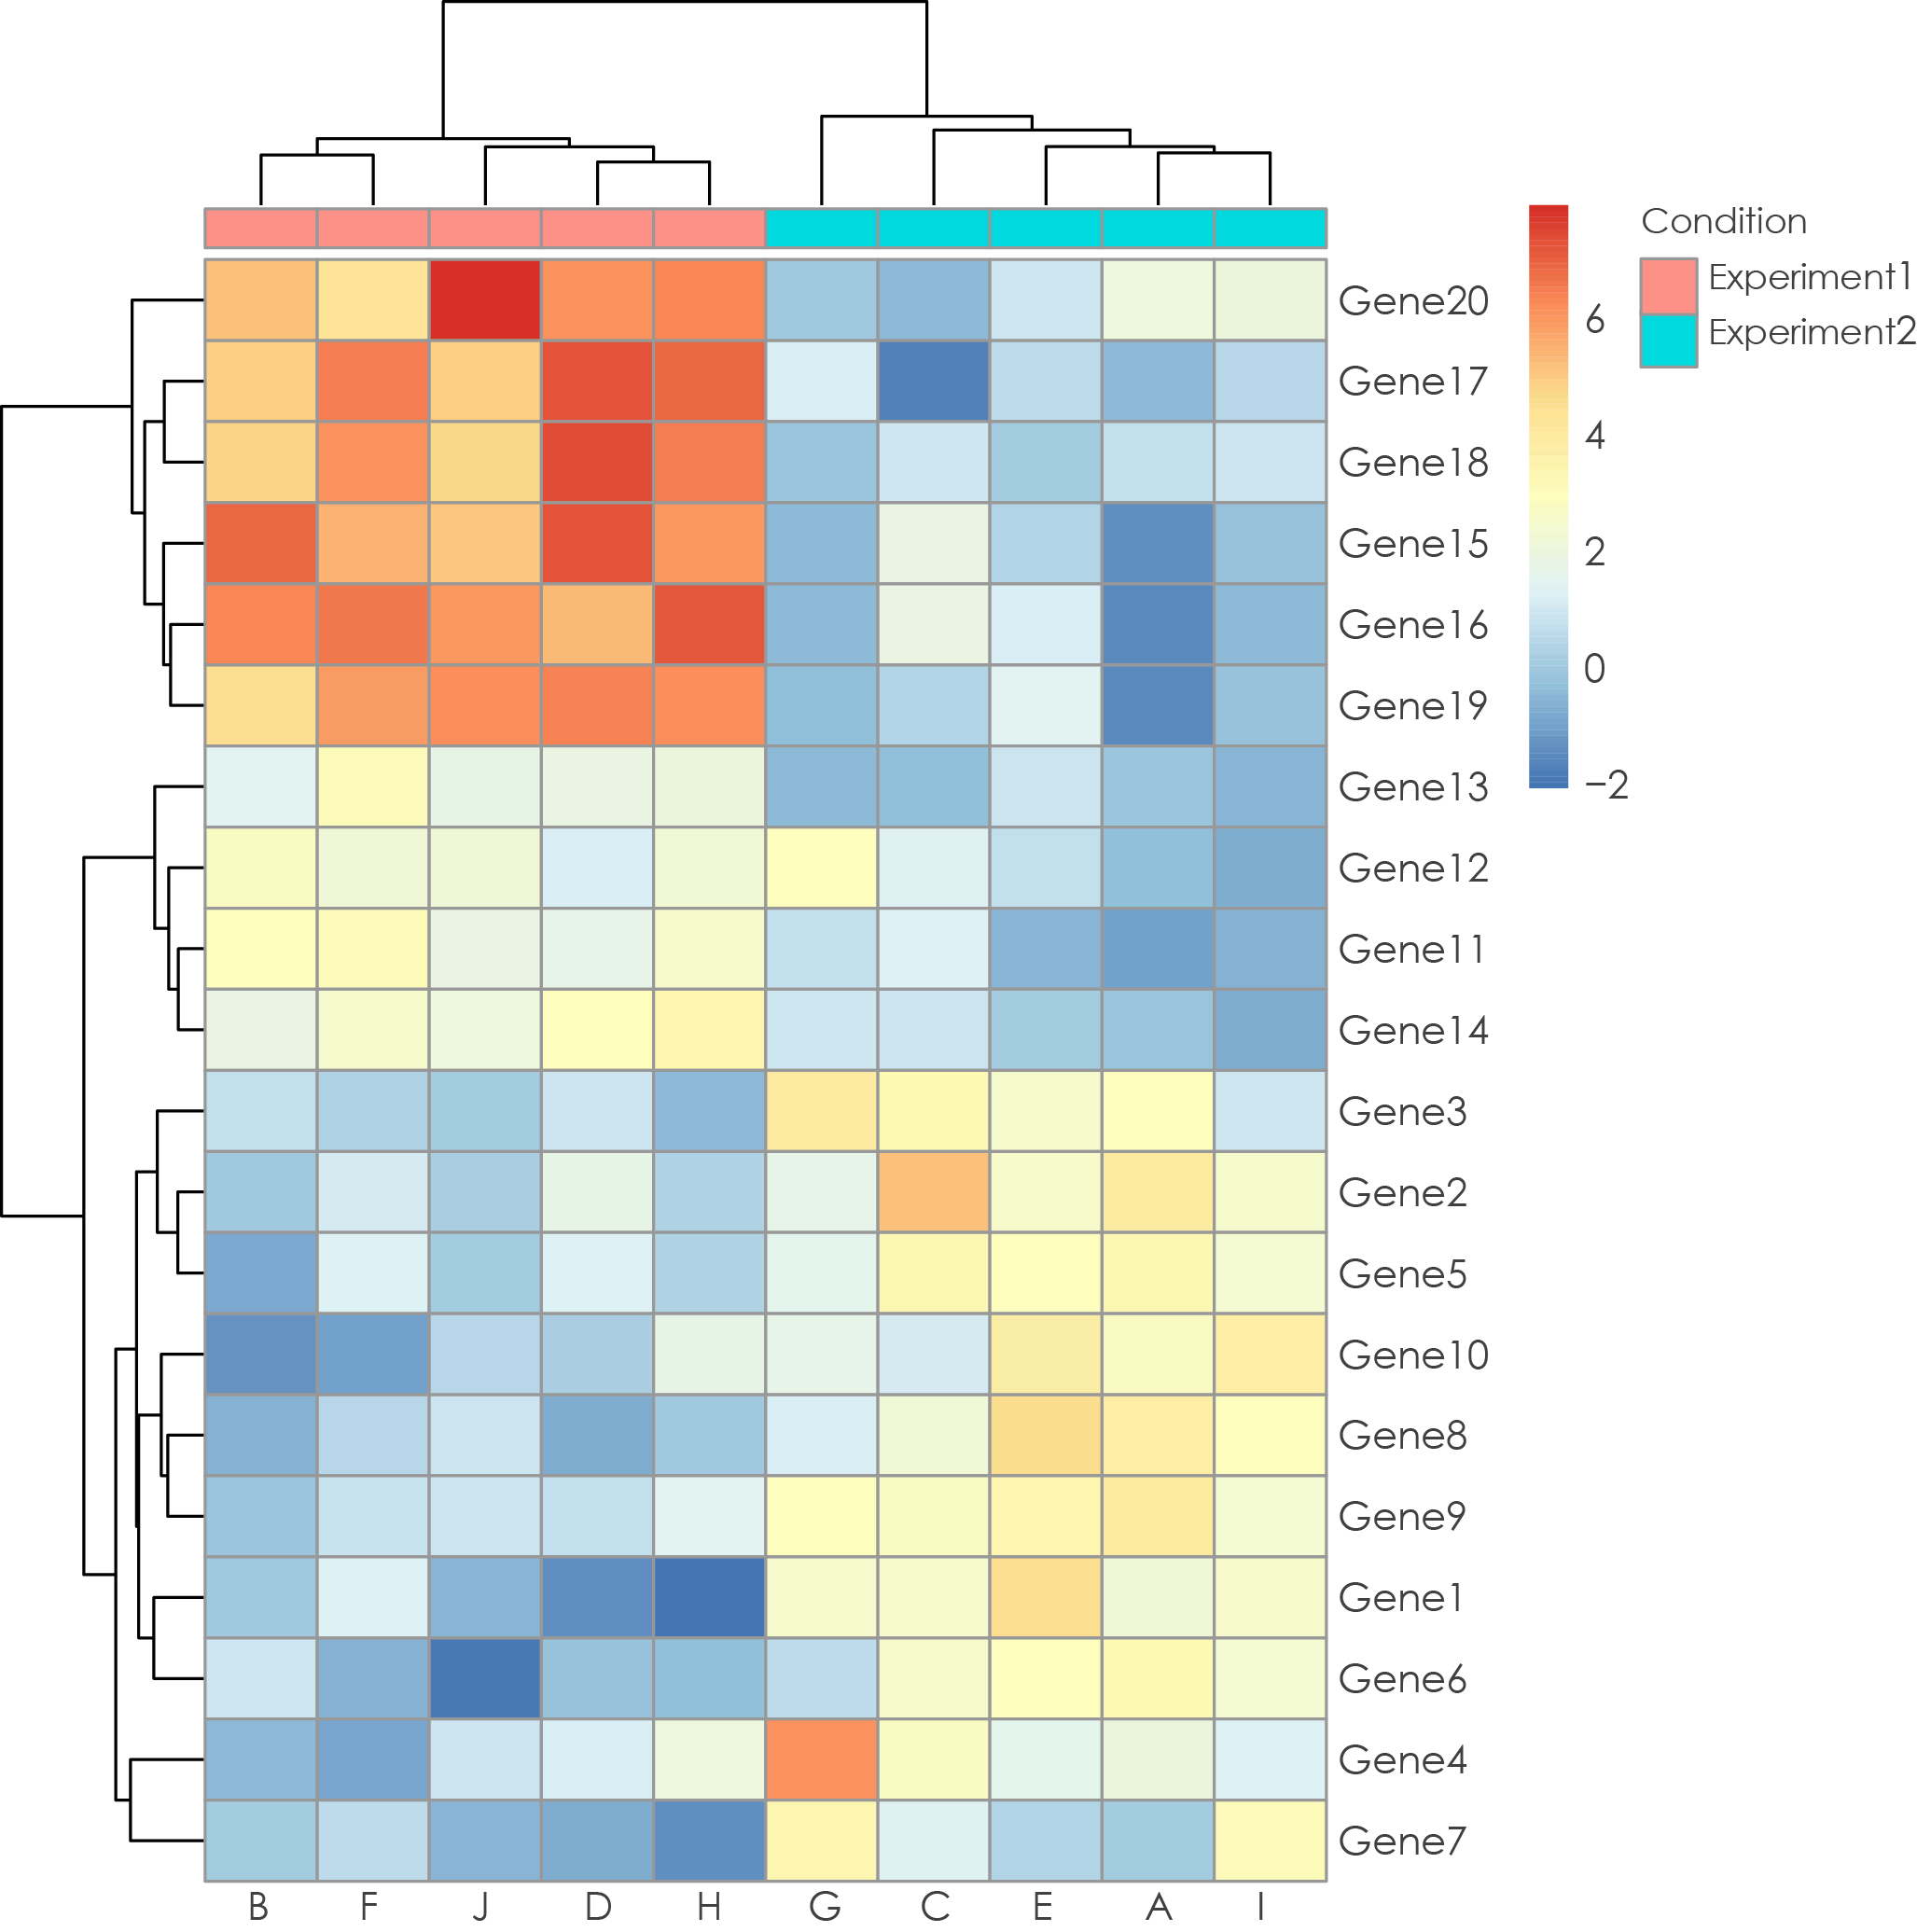 Condition
Experiment1
Experiment2
6
4
2
0
−2
Gene20
Gene17
Gene18
Gene15
Gene16
Gene19
Gene13
Gene12
Gene11
Gene14
Gene3
Gene2
Gene5
Gene10
Gene8
Gene9
Gene1
Gene6
Gene4
Gene7
B F J D H G C E A I